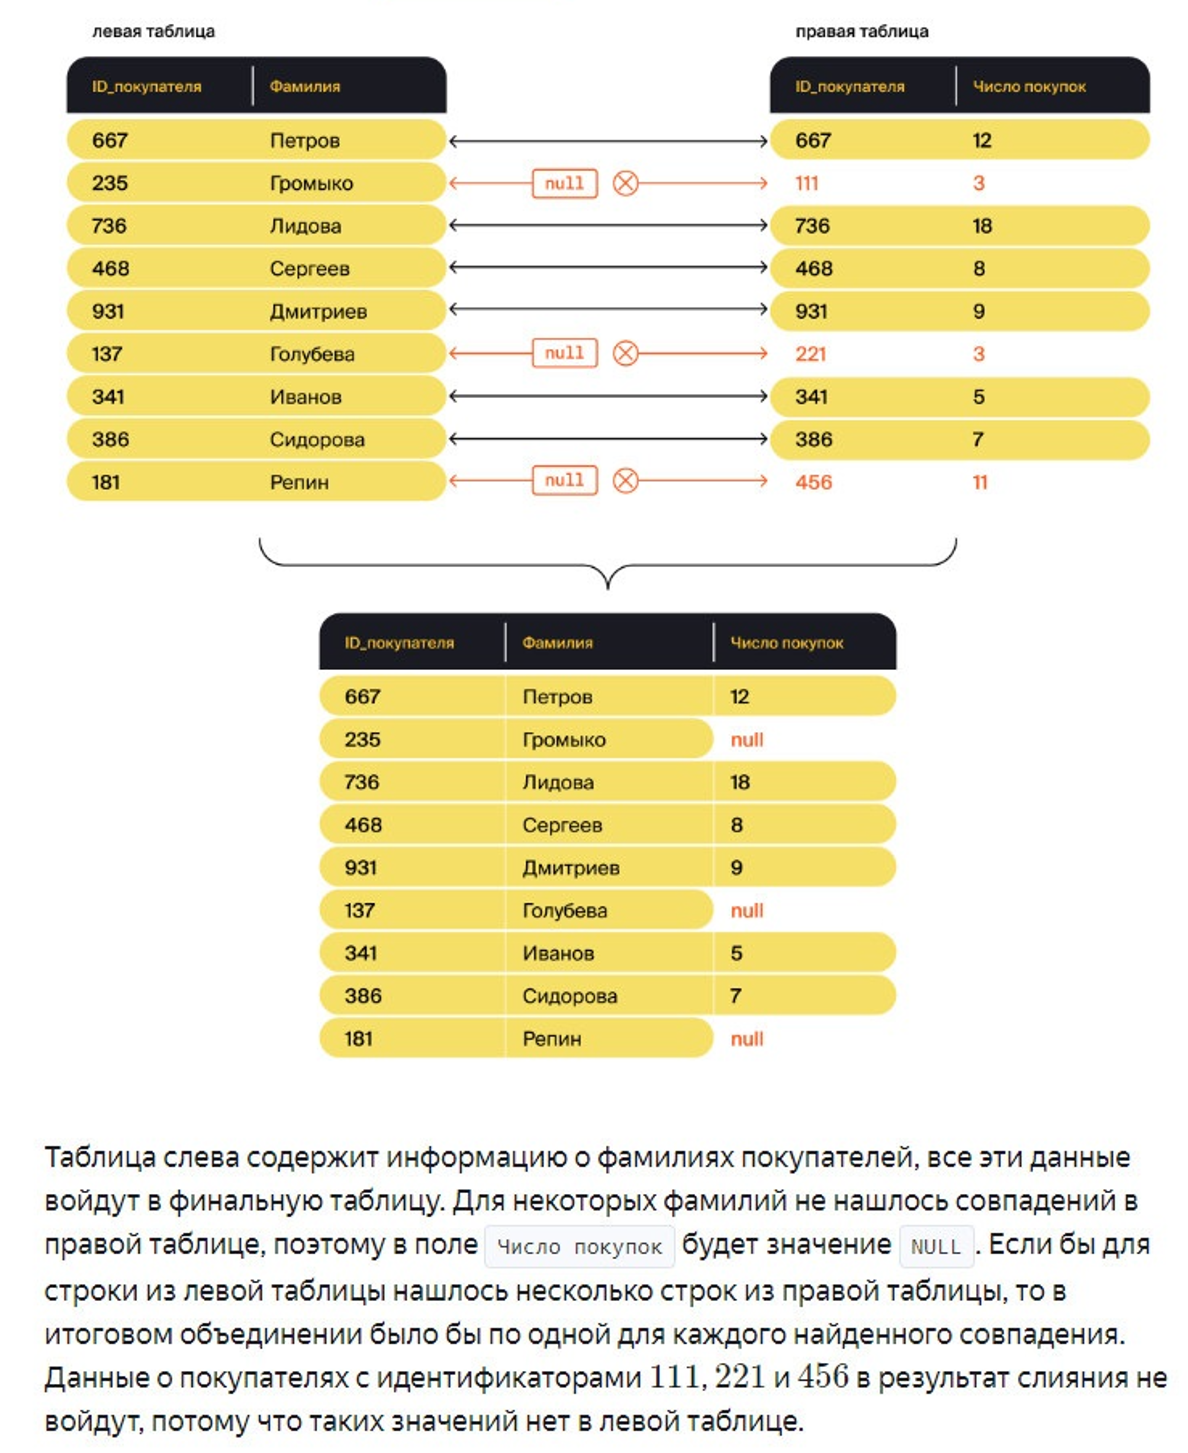 левая таблица правая таблица
ID_покупателя Фамилия ID_покупателя Число покупок
667 Петров 667 12
235 Громыко null 111 3
736 Лидова 736 18
468 Сергеев 468 8
931 Дмитриев 931 9
137 Голубева null 221 3
341 Иванов 341 5
386 Сидорова 386 7
181 Репин null 456 11
ID_покупателя Фамилия Число покупок
667 Петров 12
235 Громыко null
736 Лидова 18
468 Сергеев 8
931 Дмитриев 9
137 Голубева null
341 Иванов 5
386 Сидорова 7
181 Репин null
Таблица слева содержит информацию о фамилиях покупателей, все эти данные
войдут в финальную таблицу. Для некоторых фамилий не нашлось совпадений в
правой таблице, поэтому в поле Число покупок будет значение NULL. Если бы для
строки из левой таблицы нашлось несколько строк из правой таблицы, то в
итоговом объединении было бы по одной для каждого найденного совпадения.
Данные о покупателях с идентификаторами 111, 221 и 456 в результат слияния не
войдут, потому что таких значений нет в левой таблице.